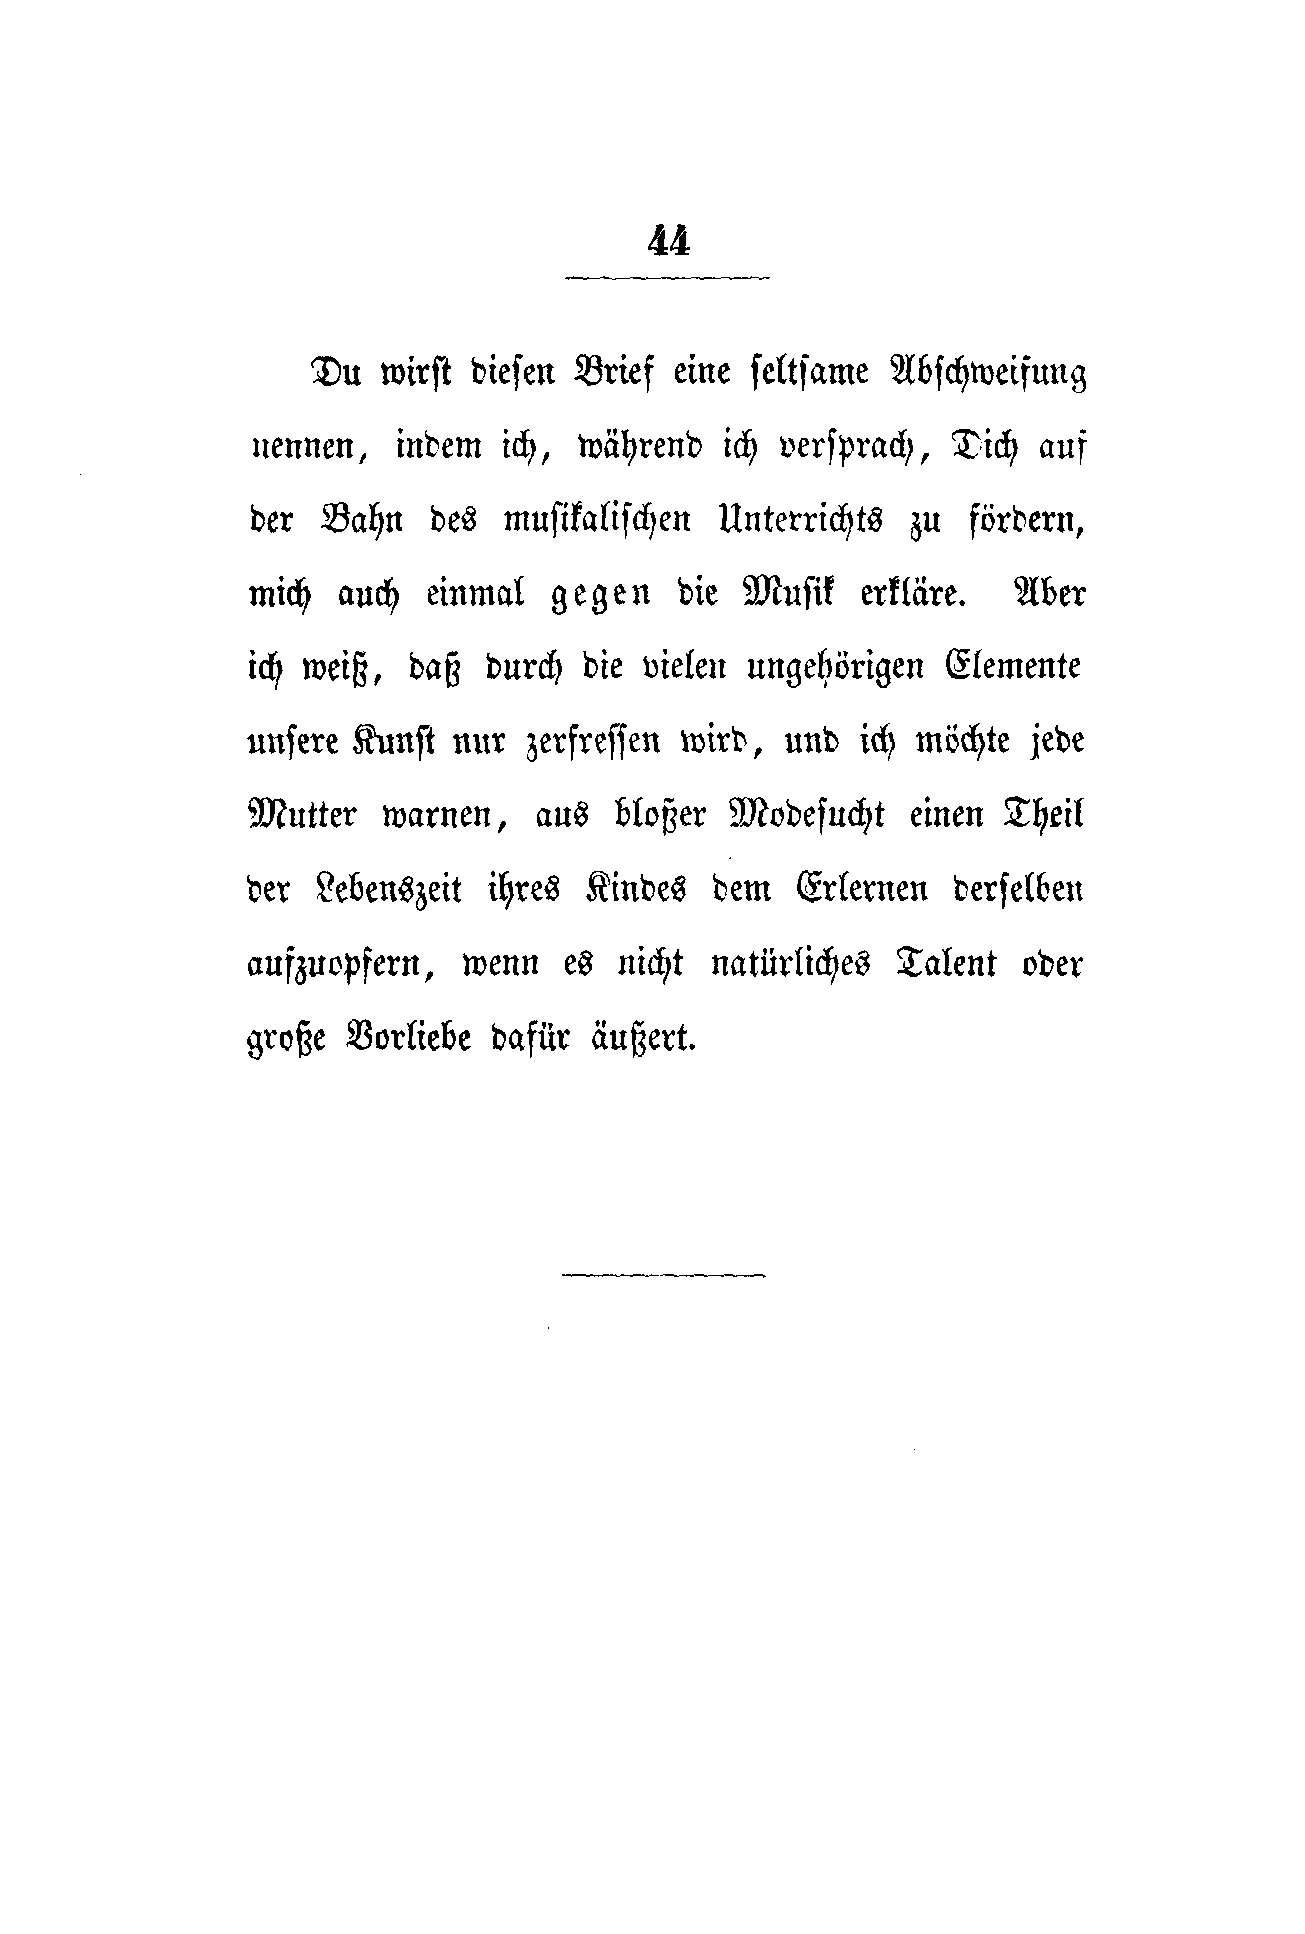 44
Du wirst diesen Brief eine seltsame Abschweifung
nennen, indem ich, während ich versprach, Dich auf
der Bahn des musikalischen Unterrichts zu fördern,
mich auch einmal gegen die Musik erkläre. Aber
ich weiß, daß durch die vielen ungehörigen Elemente
unsere Kunst nur zerfressen wird, und ich möchte jede
Mutter warnen, aus bloßer Modesucht einen Theil
der Lebenszeit ihres Kindes dem Erlernen derselben
aufzuopfern, wenn es nicht natürliches Talent oder
große Vorliebe dafür äußert.